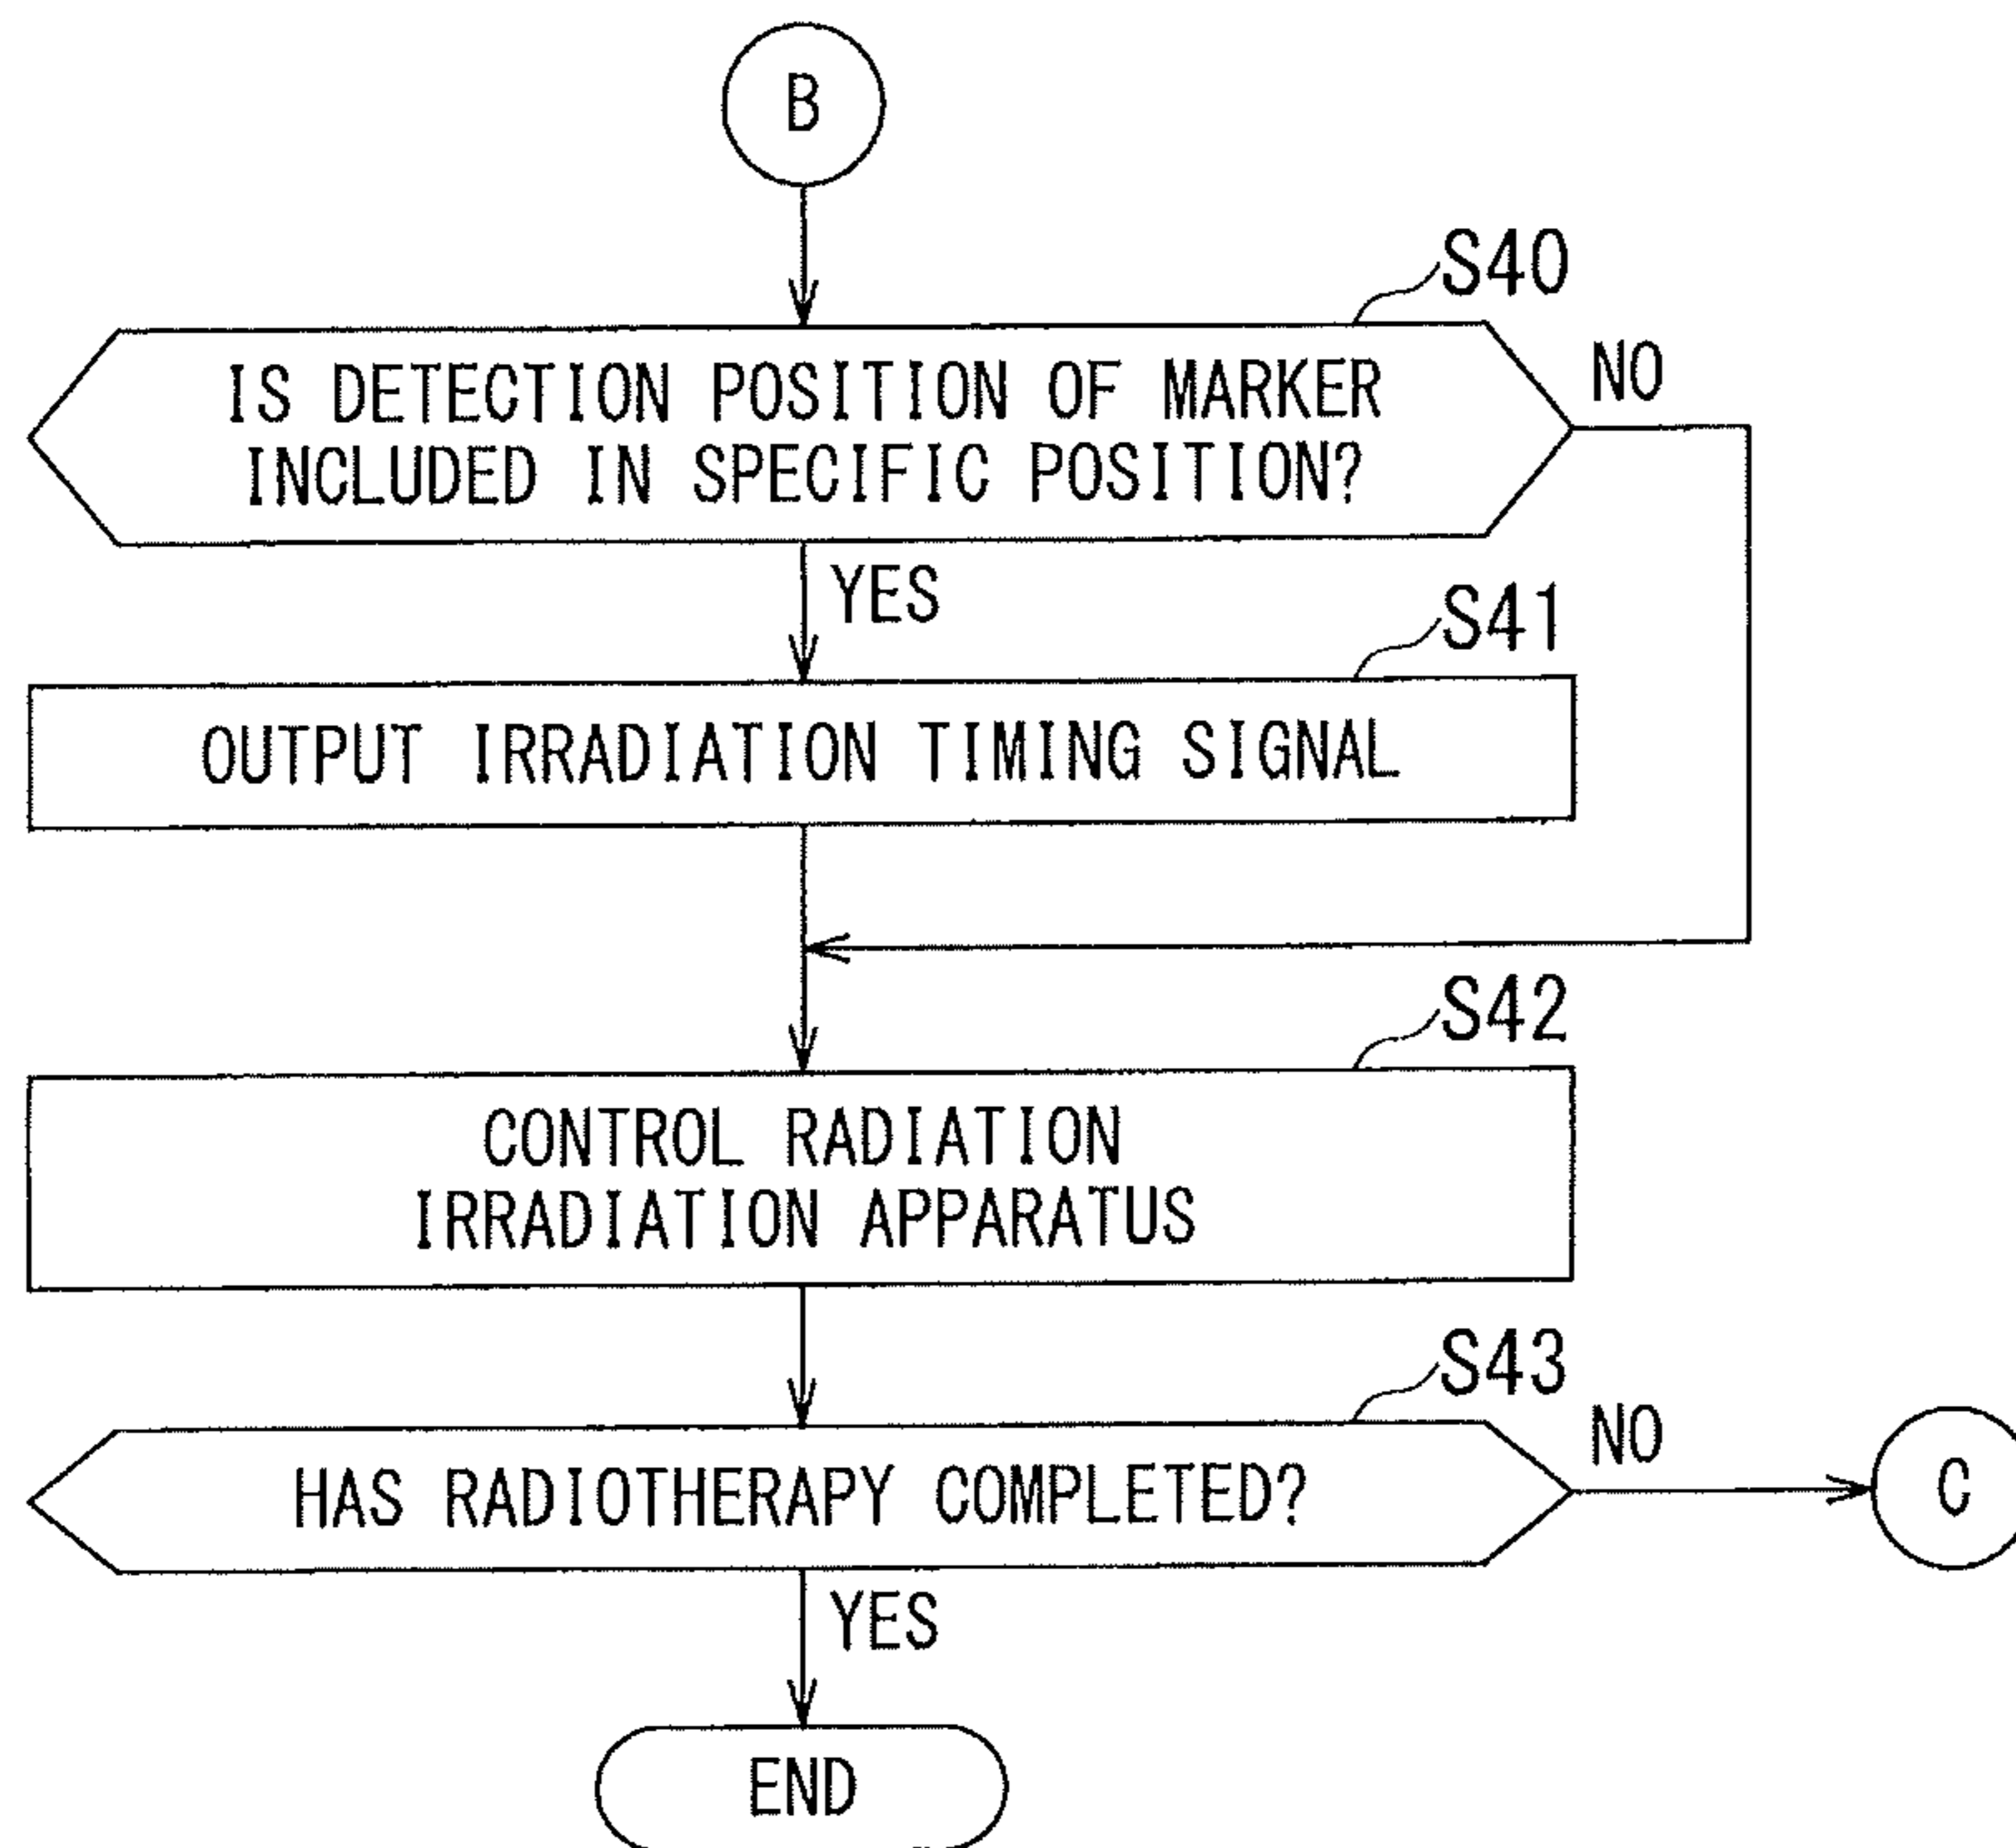 B
S40
IS DETECTION POSITION OF MARKER
INCLUDED IN SPECIFIC POSITION?
NO
YES
S41
OUTPUT IRRADIATION TIMING SIGNAL
S42
CONTROL RADIATION
IRRADIATION APPARATUS
S43
HAS RADIOTHERAPY COMPLETED?
NO
C
YES
END